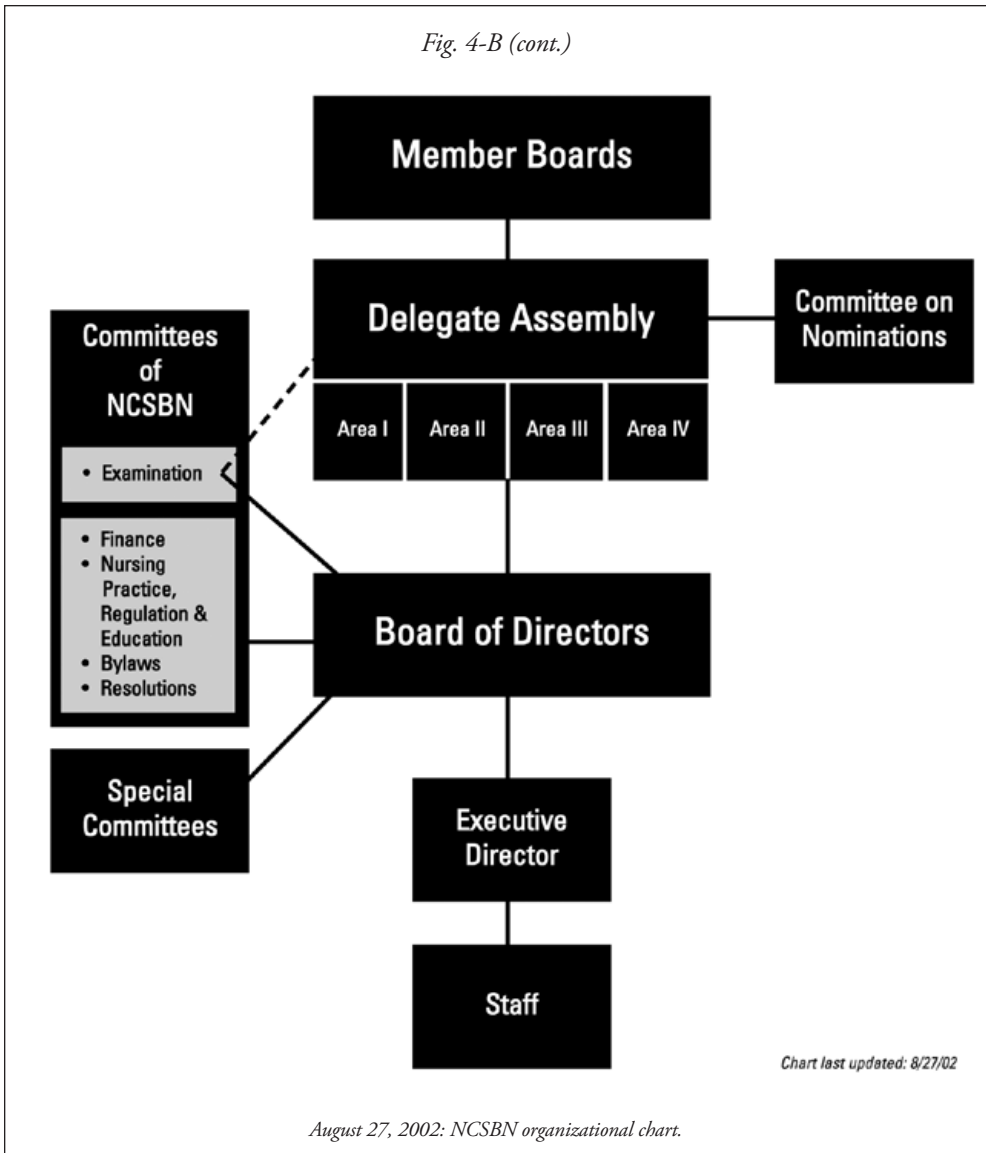 Fig. 4-B (cont.)
Member Boards
Delegate Assembly
Committee on
Nominations
Area I
Area II
Area III
Area IV
Committees
of
NCSBN
• Examination
• Finance
• Nursing
Practice,
Regulation &
Education
• Bylaws
• Resolutions
Board of Directors
Special
Committees
Executive
Director
Staff
Chart last updated: 8/27/02
August 27, 2002: NCSBN organizational chart.